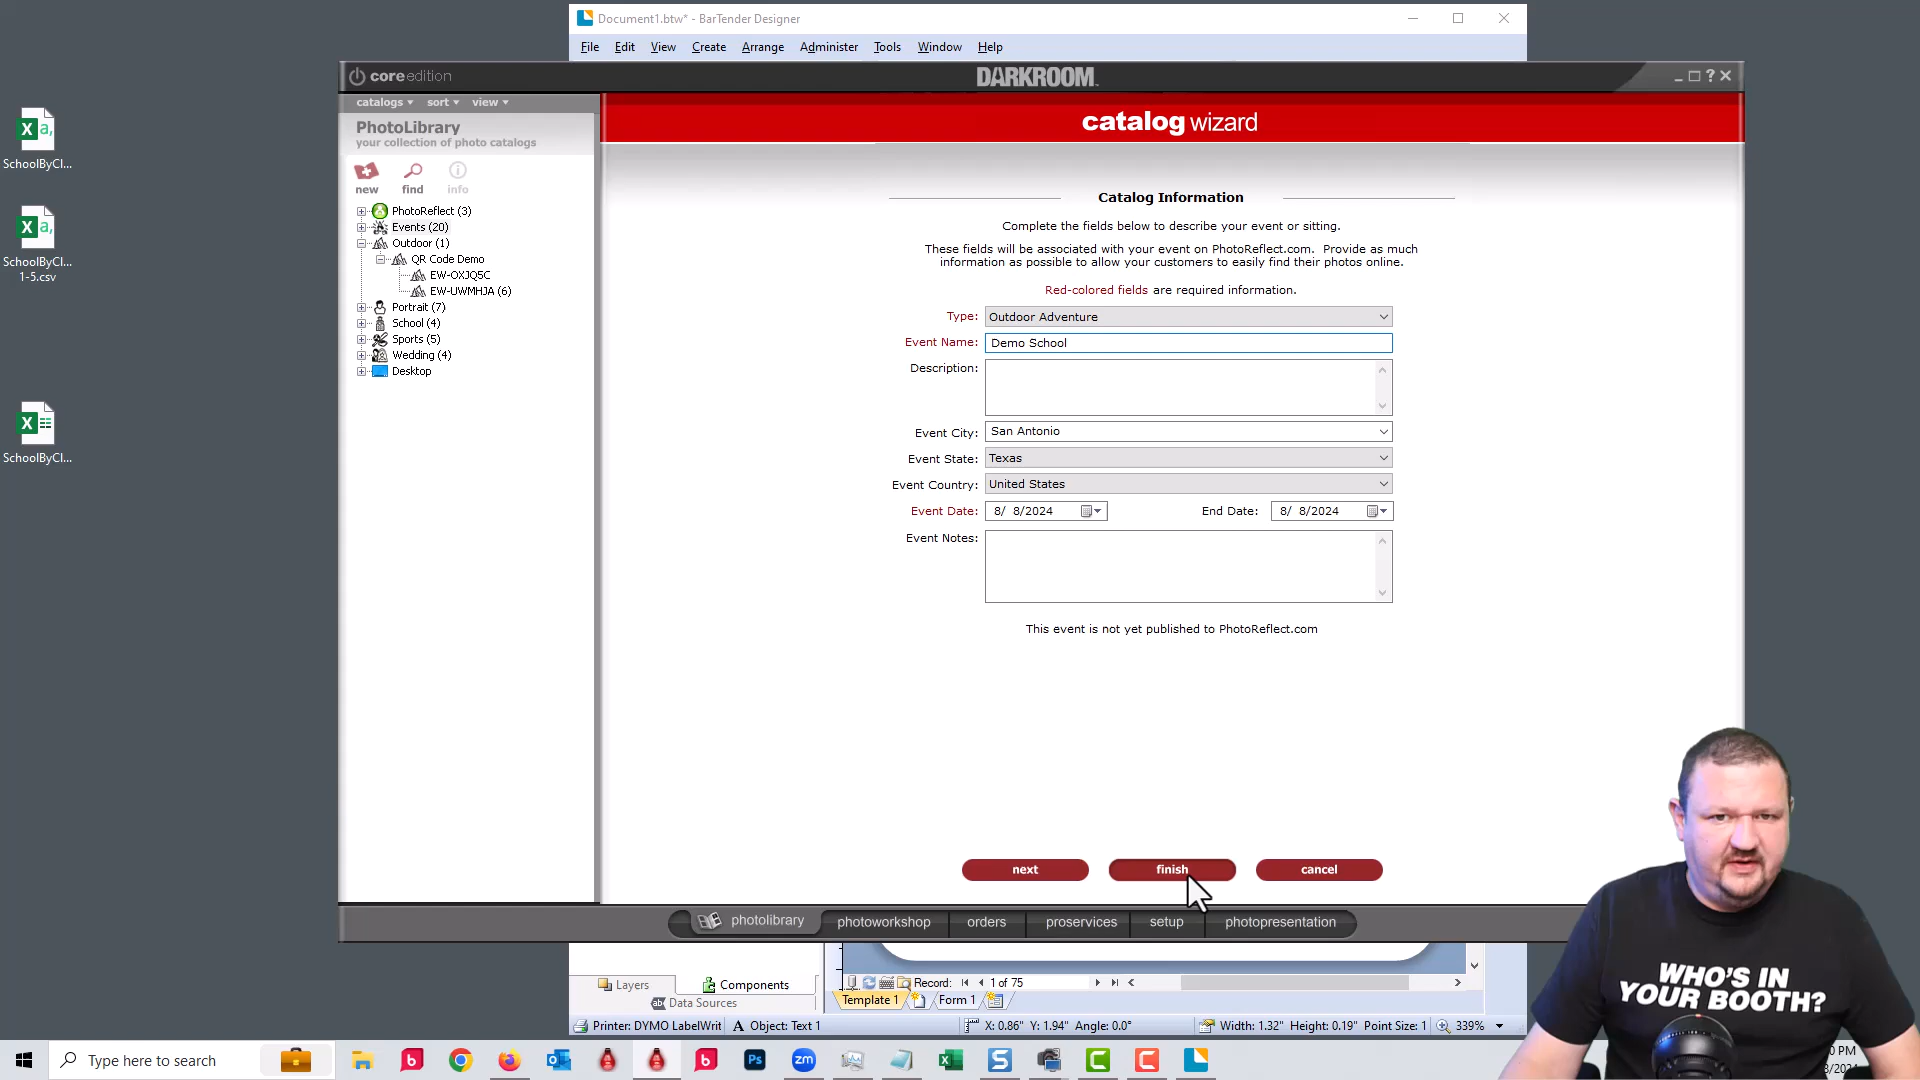 Document1.btw* - BarTender Designer
File Edit View Create Arrange Administer Tools Window Help
core edition
DARKROOM
catalogs sort view
PhotoLibrary
your collection of photo catalogs
new find info
PhotoReflect (3)
Events (20)
Outdoor (1)
QR Code Demo
EW-OXJQ5C
EW-UWMHJA (6)
Portrait (7)
School (4)
Sports (5)
Wedding (4)
Desktop
SchoolByCl...
SchoolByCl...
1-5.csv
SchoolByCl...
catalog wizard
Catalog Information
Complete the fields below to describe your event or sitting.
These fields will be associated with your event on PhotoReflect.com. Provide as much
information as possible to allow your customers to easily find their photos online.
Red-colored fields are required information.
Type: Outdoor Adventure
Event Name: Demo School
Description:
Event City: San Antonio
Event State: Texas
Event Country: United States
Event Date: 8/ 8/2024 End Date: 8/ 8/2024
Event Notes:
This event is not yet published to PhotoReflect.com
next finish cancel
photolibrary photoworkshop orders proservices setup photopresentation
Layers Components
Data Sources
Record: 1 of 75
Template 1 Form 1
Printer: DYMO LabelWrit Object: Text 1 X: 0.86" Y: 1.94" Angle: 0.0° Width: 1.32" Height: 0.19" Point Size: 1 339%
WHO'S IN
YOUR BOOTH?
Type here to search